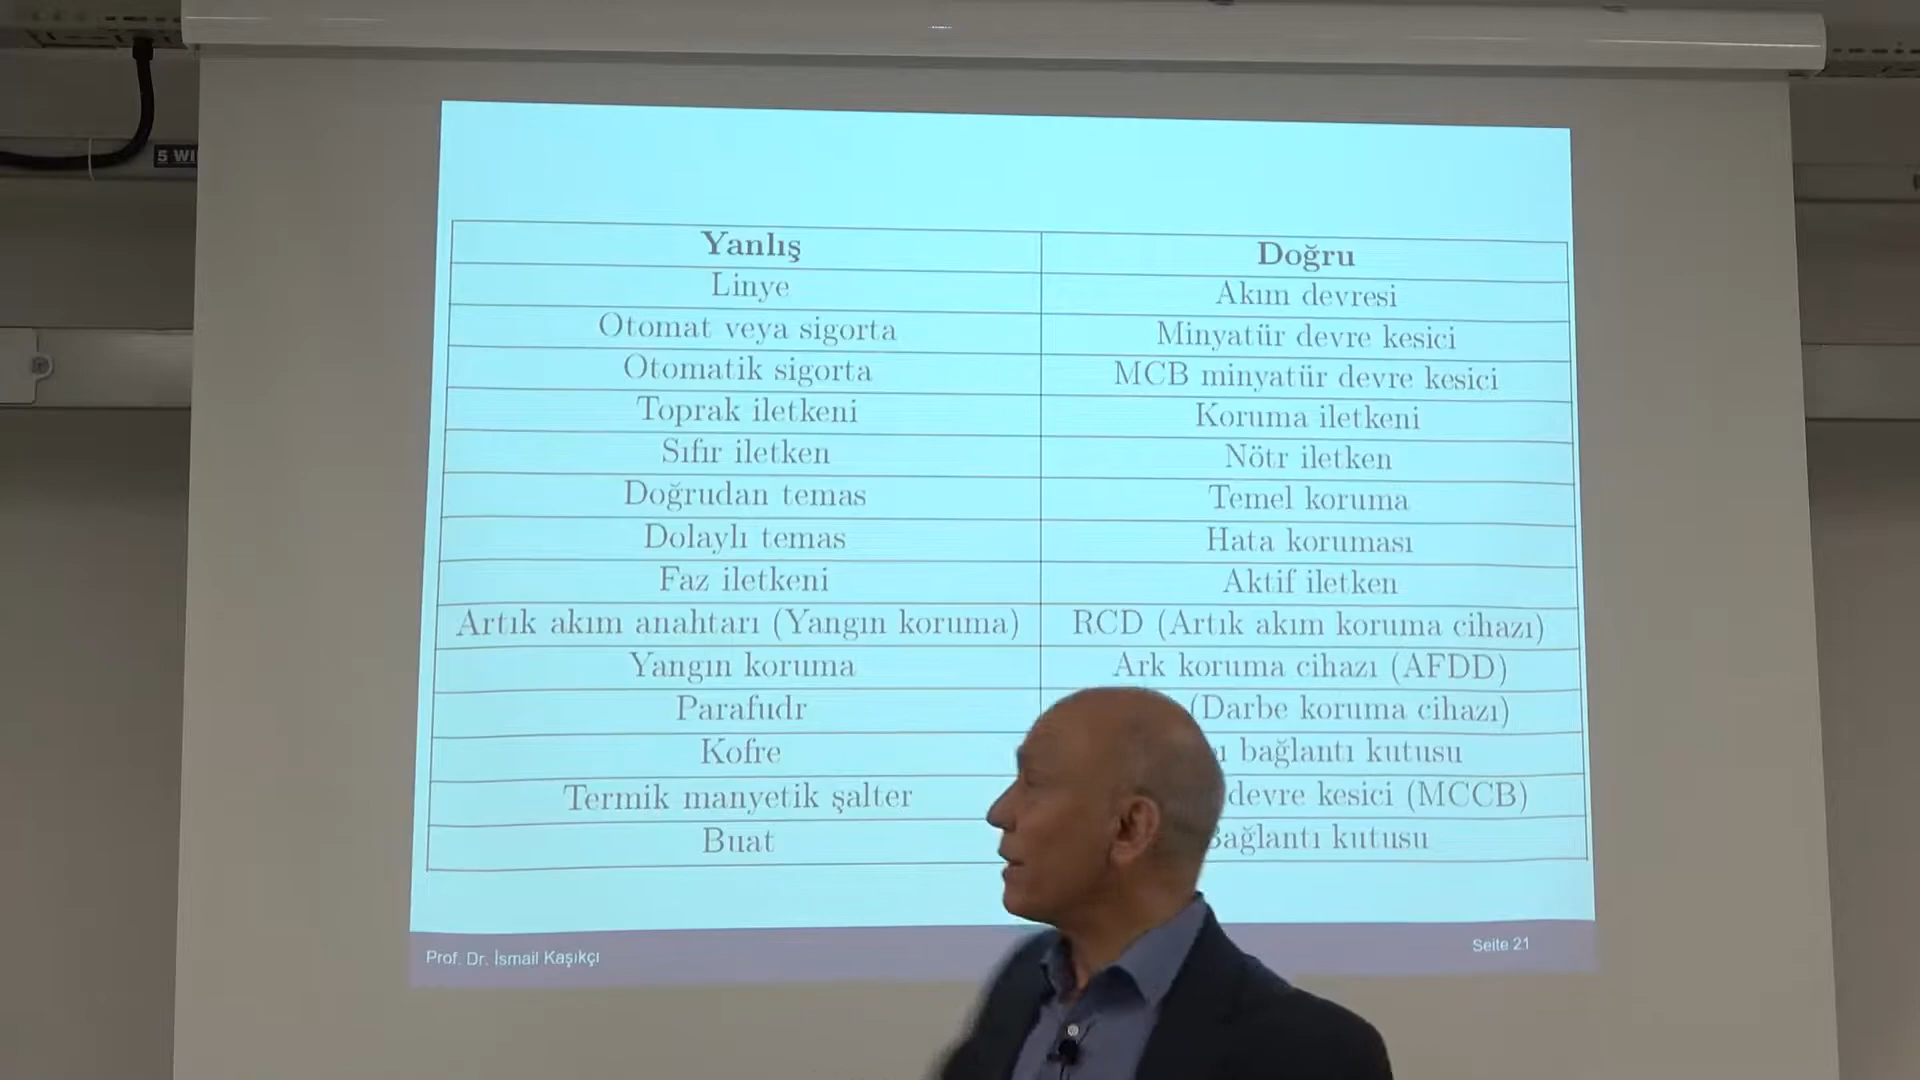 5 WI
Yanlış Doğru
Linye Akım devresi
Otomat veya sigorta Minyatür devre kesici
Otomatik sigorta MCB minyatür devre kesici
Toprak iletkeni Koruma iletkeni
Sıfır iletken Nötr iletken
Doğrudan temas Temel koruma
Dolaylı temas Hata koruması
Faz iletkeni Aktif iletken
Artık akım anahtarı (Yangın koruma) RCD (Artık akım koruma cihazı)
Yangın koruma Ark koruma cihazı (AFDD)
Parafudr (Darbe koruma cihazı)
Kofre bağlantı kutusu
Termik manyetik şalter devre kesici (MCCB)
Buat Bağlantı kutusu
Prof. Dr. İsmail Kaşıkçı Seite 21